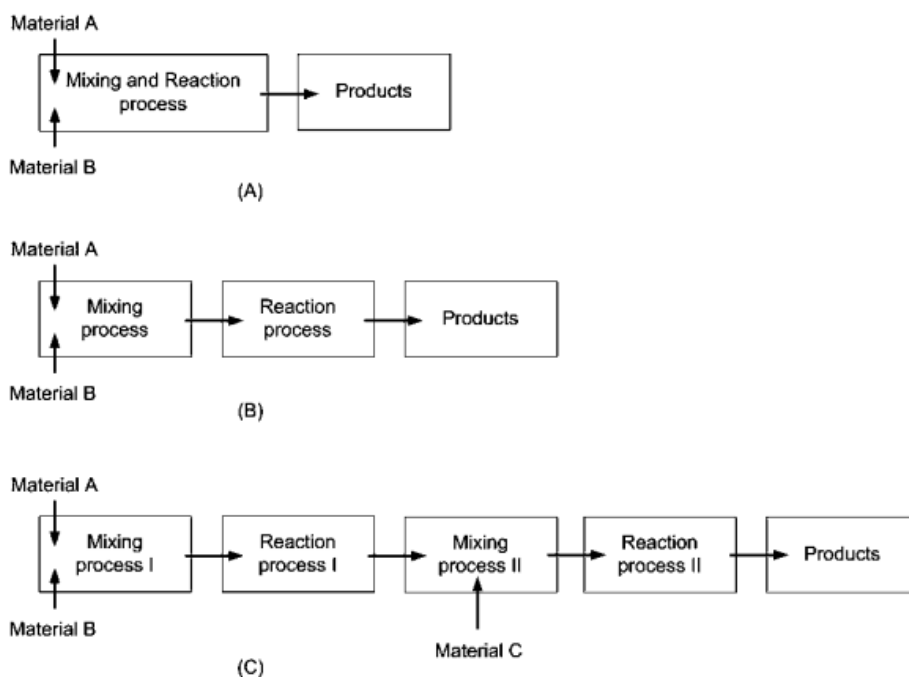 Material A
Mixing and Reaction
process
Products
Material B
(A)
Material A
Mixing
process
Reaction
process
Products
Material B
(B)
Material A
Mixing
process I
Reaction
process I
Mixing
process II
Reaction
process II
Products
Material B
Material C
(C)